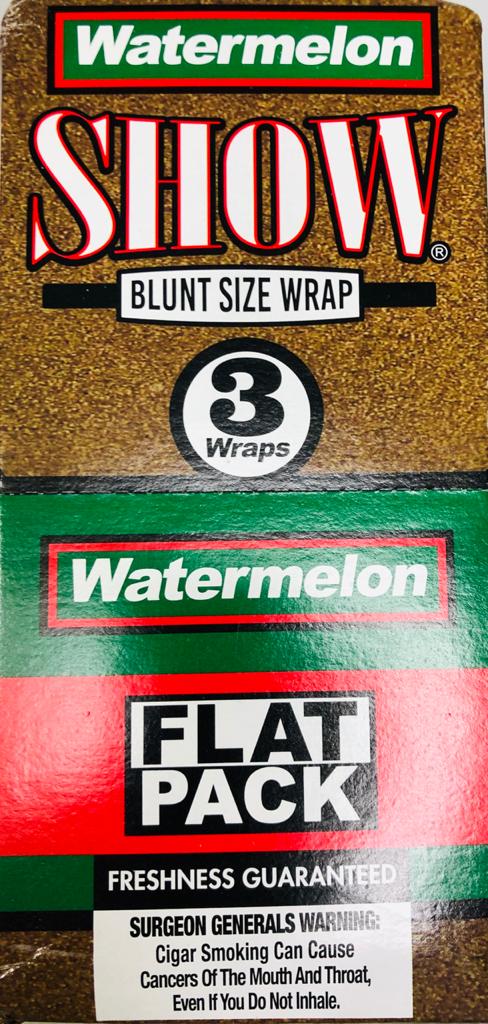 Watermelon
SHOW®
BLUNT SIZE WRAP
3
Wraps
Watermelon
FLAT
PACK
FRESHNESS GUARANTEED
SURGEON GENERALS WARNING:
Cigar Smoking Can Cause
Cancers Of The Mouth And Throat,
Even If You Do Not Inhale.